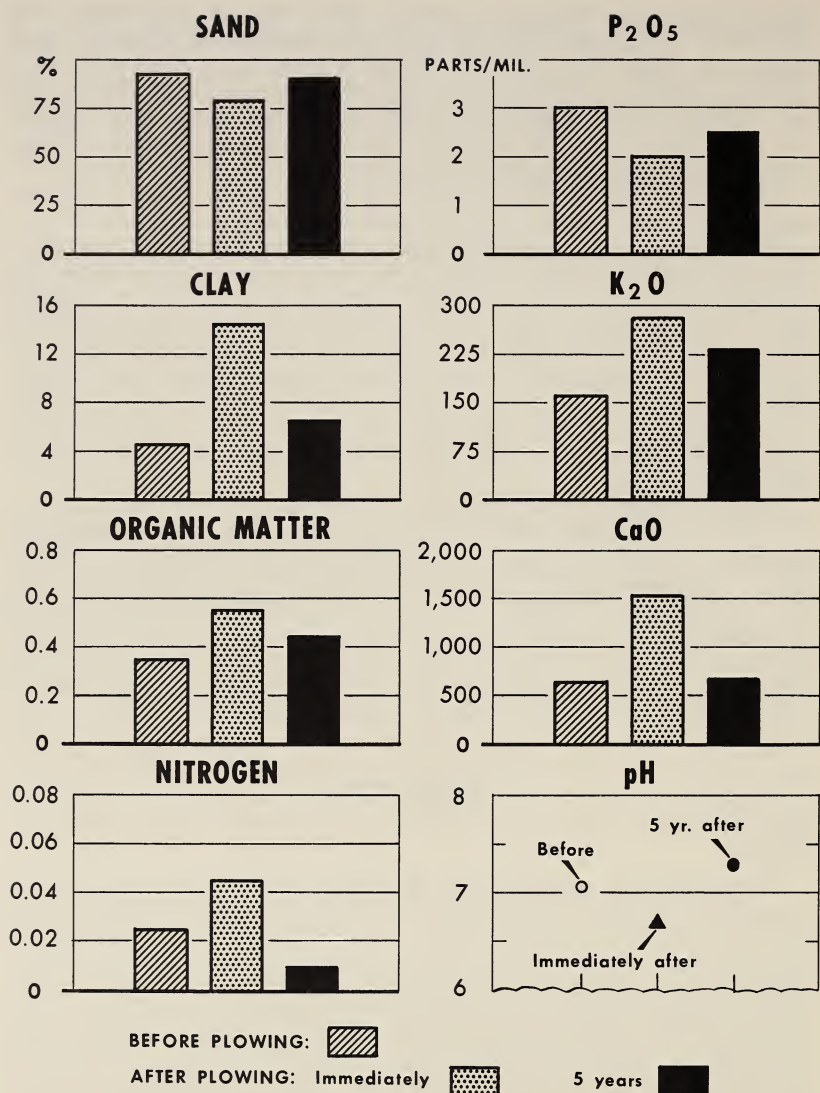 SAND
%
75
50
25
0
P₂O₅
PARTS/MIL.
3
2
1
0
CLAY
16
12
8
4
0
K₂O
300
225
150
75
0
ORGANIC MATTER
0.8
0.6
0.4
0.2
0
CaO
2,000
1,500
1,000
500
0
NITROGEN
0.08
0.06
0.04
0.02
0
pH
8
7
6
5 yr. after
Before
Immediately after
BEFORE PLOWING:
AFTER PLOWING: Immediately 5 years